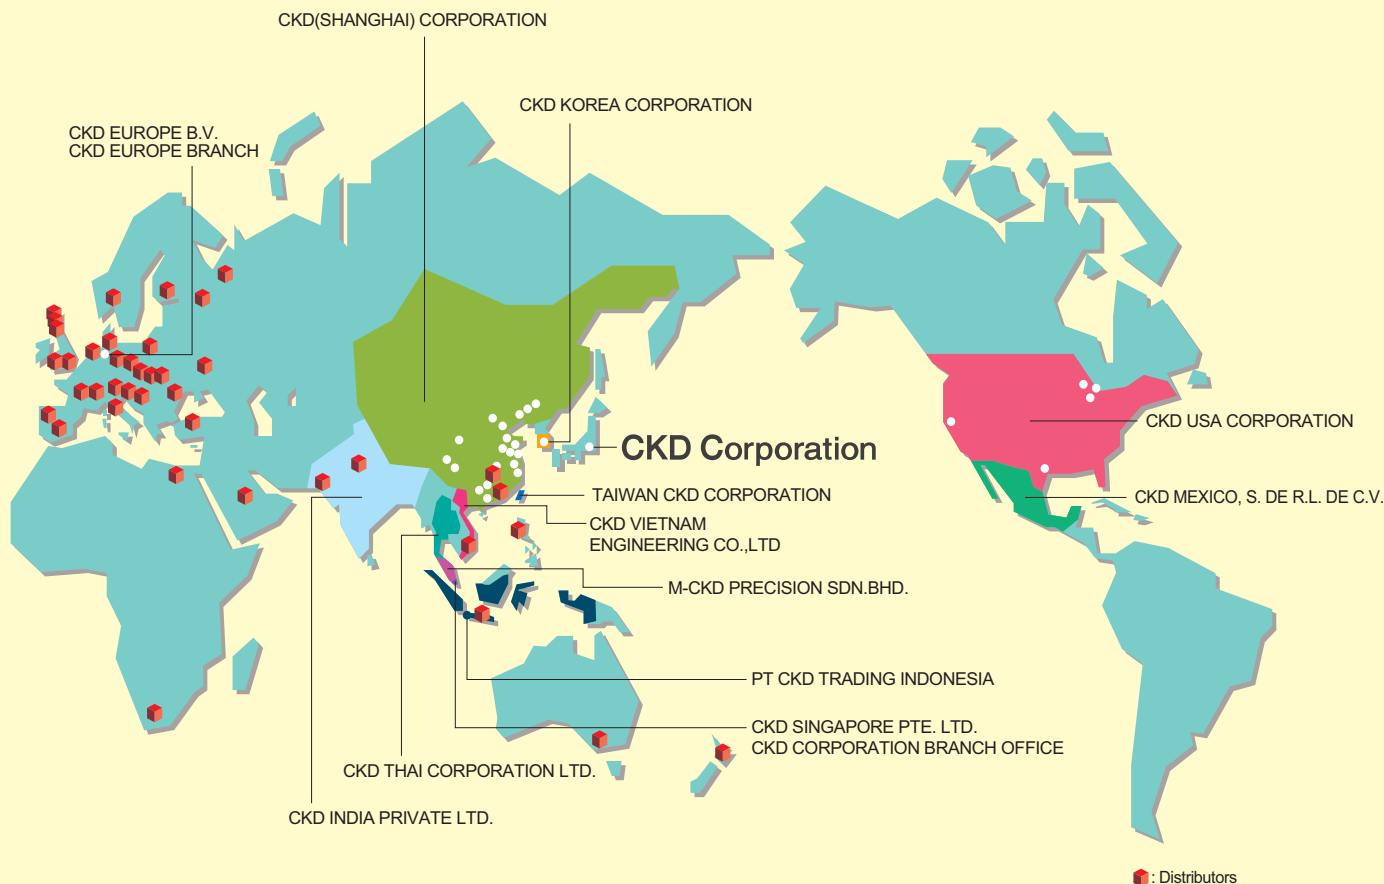 CKD(SHANGHAI) CORPORATION
CKD KOREA CORPORATION
CKD EUROPE B.V.
CKD EUROPE BRANCH
CKD USA CORPORATION
CKD Corporation
TAIWAN CKD CORPORATION
CKD MEXICO, S. DE R.L. DE C.V.
CKD VIETNAM
ENGINEERING CO.,LTD
M-CKD PRECISION SDN.BHD.
PT CKD TRADING INDONESIA
CKD SINGAPORE PTE. LTD.
CKD CORPORATION BRANCH OFFICE
CKD THAI CORPORATION LTD.
CKD INDIA PRIVATE LTD.
: Distributors